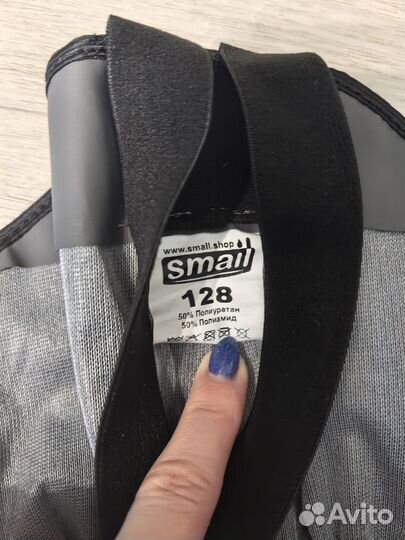 www.smail.shop
smail
128
50% Полиуретан
50% Полиамид
Avito